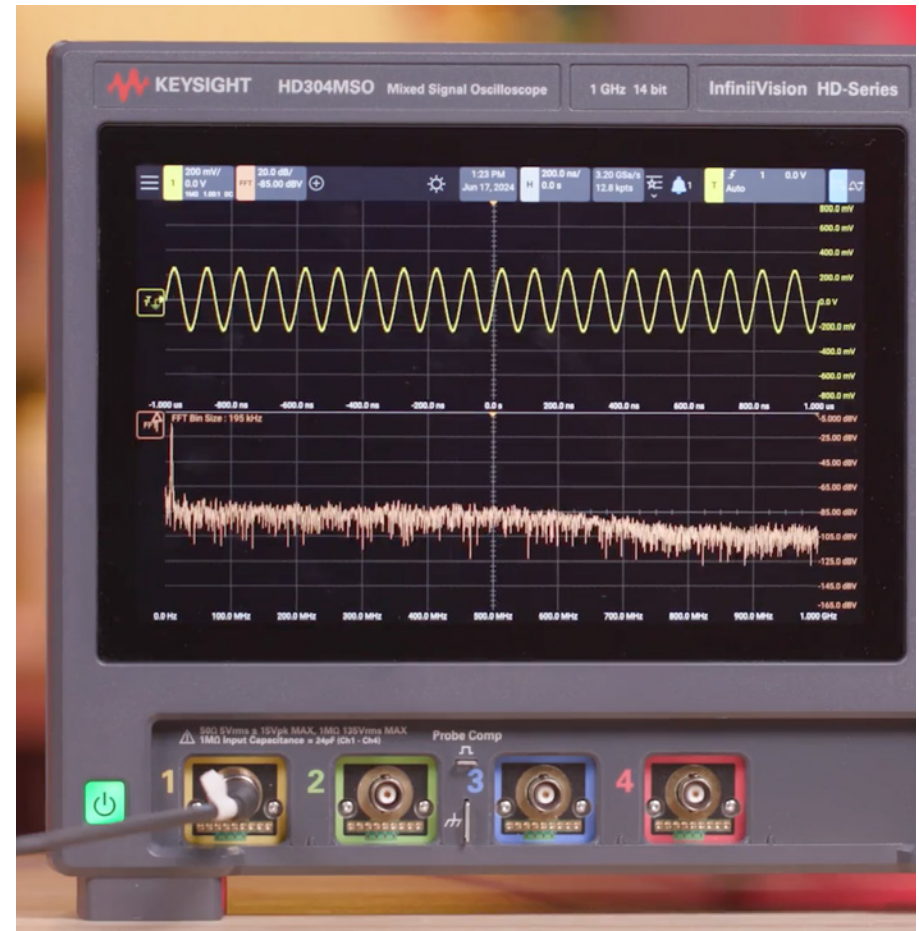 KEYSIGHT HD304MSO Mixed Signal Oscilloscope 1 GHz 14 bit InfiniiVision HD-Series
1 200 mV/ FFT 20.0 dB/ 1:23 PM H 200.0 ns/ 3.20 GSa/s 1 T 1 0.0 V
0.0 V -85.00 dBV Jun 17, 2024 0.0 s 12.8 kpts Auto
1MΩ 1.00:1 DC
800.0 mV
600.0 mV
400.0 mV
200.0 mV
0.0 V
-200.0 mV
-400.0 mV
-600.0 mV
-800.0 mV
-1.000 us -800.0 ns -600.0 ns -400.0 ns -200.0 ns 0.0 s 200.0 ns 400.0 ns 600.0 ns 800.0 ns 1.000 us
FFT Bin Size : 195 kHz
-5.000 dBV
-25.00 dBV
-45.00 dBV
-65.00 dBV
-85.00 dBV
-105.0 dBV
-125.0 dBV
-145.0 dBV
-165.0 dBV
0.0 Hz 100.0 MHz 200.0 MHz 300.0 MHz 400.0 MHz 500.0 MHz 600.0 MHz 700.0 MHz 800.0 MHz 900.0 MHz 1.000 GHz
50Ω 5Vrms ± 15Vpk MAX, 1MΩ 135Vrms MAX
1MΩ Input Capacitance = 24pF (Ch1 - Ch4)
Probe Comp
1 2 3 4